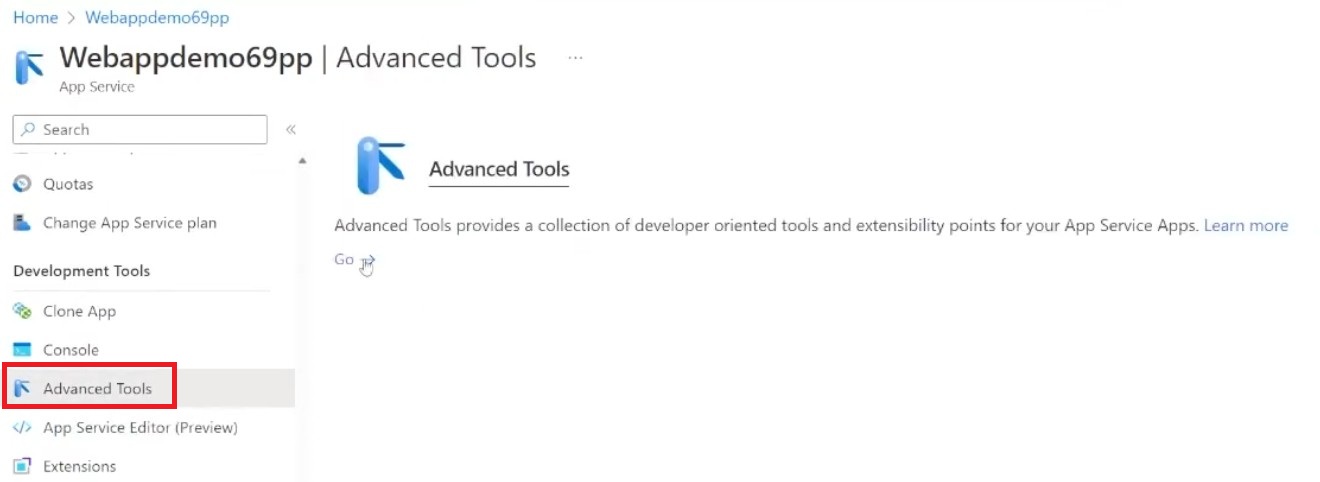 Home > Webappdemo69pp
Webappdemo69pp | Advanced Tools ...
App Service
Search «
Quotas
Change App Service plan
Development Tools
Clone App
Console
Advanced Tools
App Service Editor (Preview)
Extensions
Advanced Tools
Advanced Tools provides a collection of developer oriented tools and extensibility points for your App Service Apps. Learn more
Go